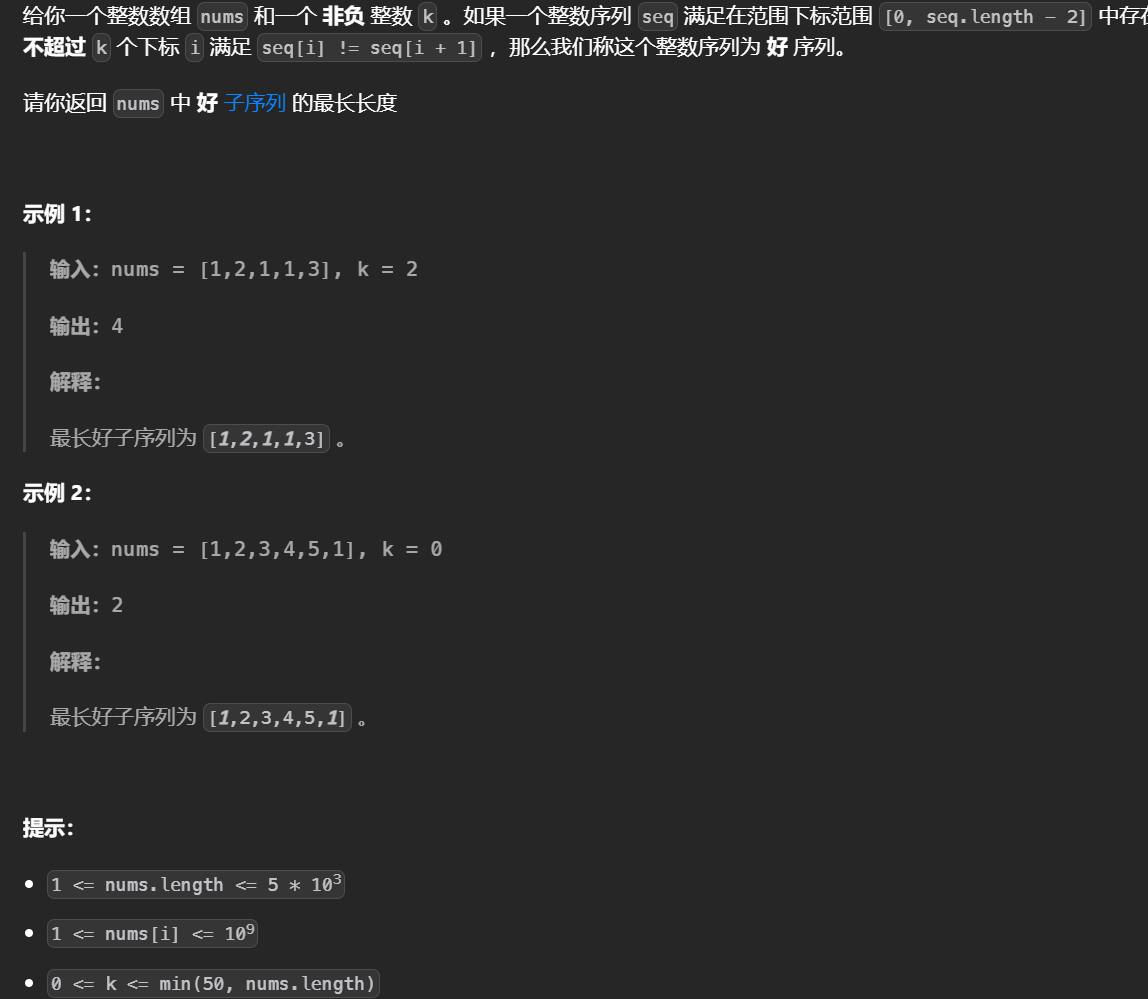 给你一个整数数组 nums 和一个 非负 整数 k 。如果一个整数序列 seq 满足在范围下标范围 [0, seq.length - 2] 中存
不超过 k 个下标 i 满足 seq[i] != seq[i + 1] ，那么我们称这个整数序列为 好 序列。
请你返回 nums 中 好 子序列 的最长长度
示例 1：
输入：nums = [1,2,1,1,3], k = 2
输出：4
解释：
最长好子序列为 [1,2,1,1,3] 。
示例 2：
输入：nums = [1,2,3,4,5,1], k = 0
输出：2
解释：
最长好子序列为 [1,2,3,4,5,1] 。
提示：
1 <= nums.length <= 5 * 10³
1 <= nums[i] <= 10⁹
0 <= k <= min(50, nums.length)